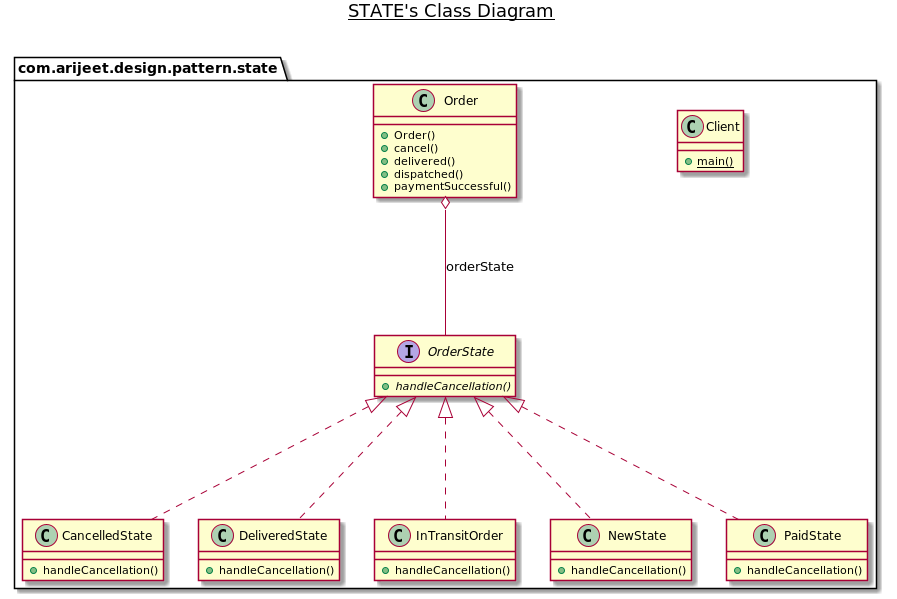 STATE's Class Diagram
com.arijeet.design.pattern.state
C Order
Order()
cancel()
delivered()
dispatched()
paymentSuccessful()
C Client
main()
orderState
I OrderState
handleCancellation()
C CancelledState
handleCancellation()
C DeliveredState
handleCancellation()
C InTransitOrder
handleCancellation()
C NewState
handleCancellation()
C PaidState
handleCancellation()